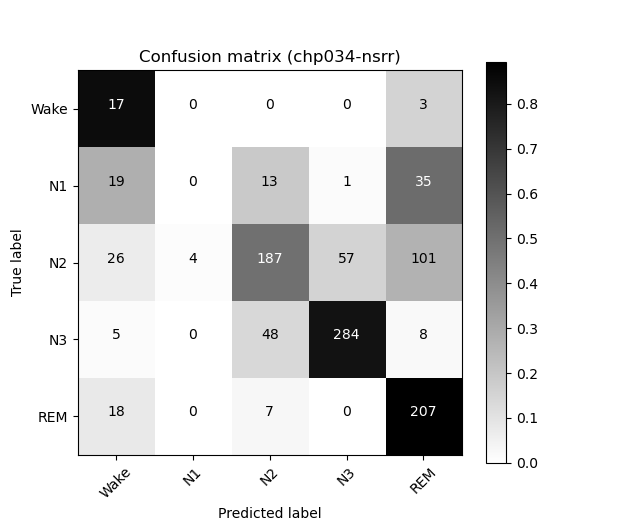 Confusion matrix (chp034-nsrr)
True label
Wake 17 0 0 0 3
N1 19 0 13 1 35
N2 26 4 187 57 101
N3 5 0 48 284 8
REM 18 0 7 0 207
Wake N1 N2 N3 REM
Predicted label
0.8
0.7
0.6
0.5
0.4
0.3
0.2
0.1
0.0